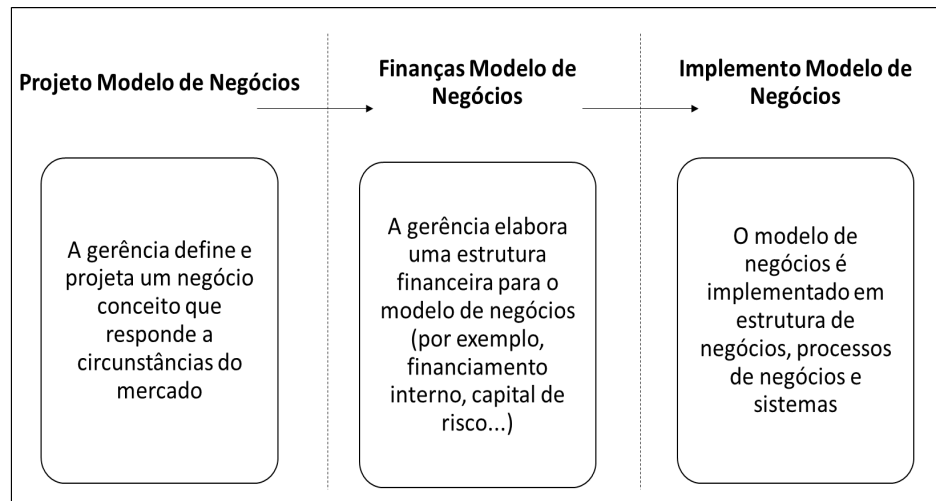 Projeto Modelo de Negócios
Finanças Modelo de
Negócios
Implemento Modelo de
Negócios
A gerência define e
projeta um negócio
conceito que
responde a
circunstâncias do
mercado
A gerência elabora
uma estrutura
financeira para o
modelo de negócios
(por exemplo,
financiamento
interno, capital de
risco...)
O modelo de
negócios é
implementado em
estrutura de
negócios, processos
de negócios e
sistemas